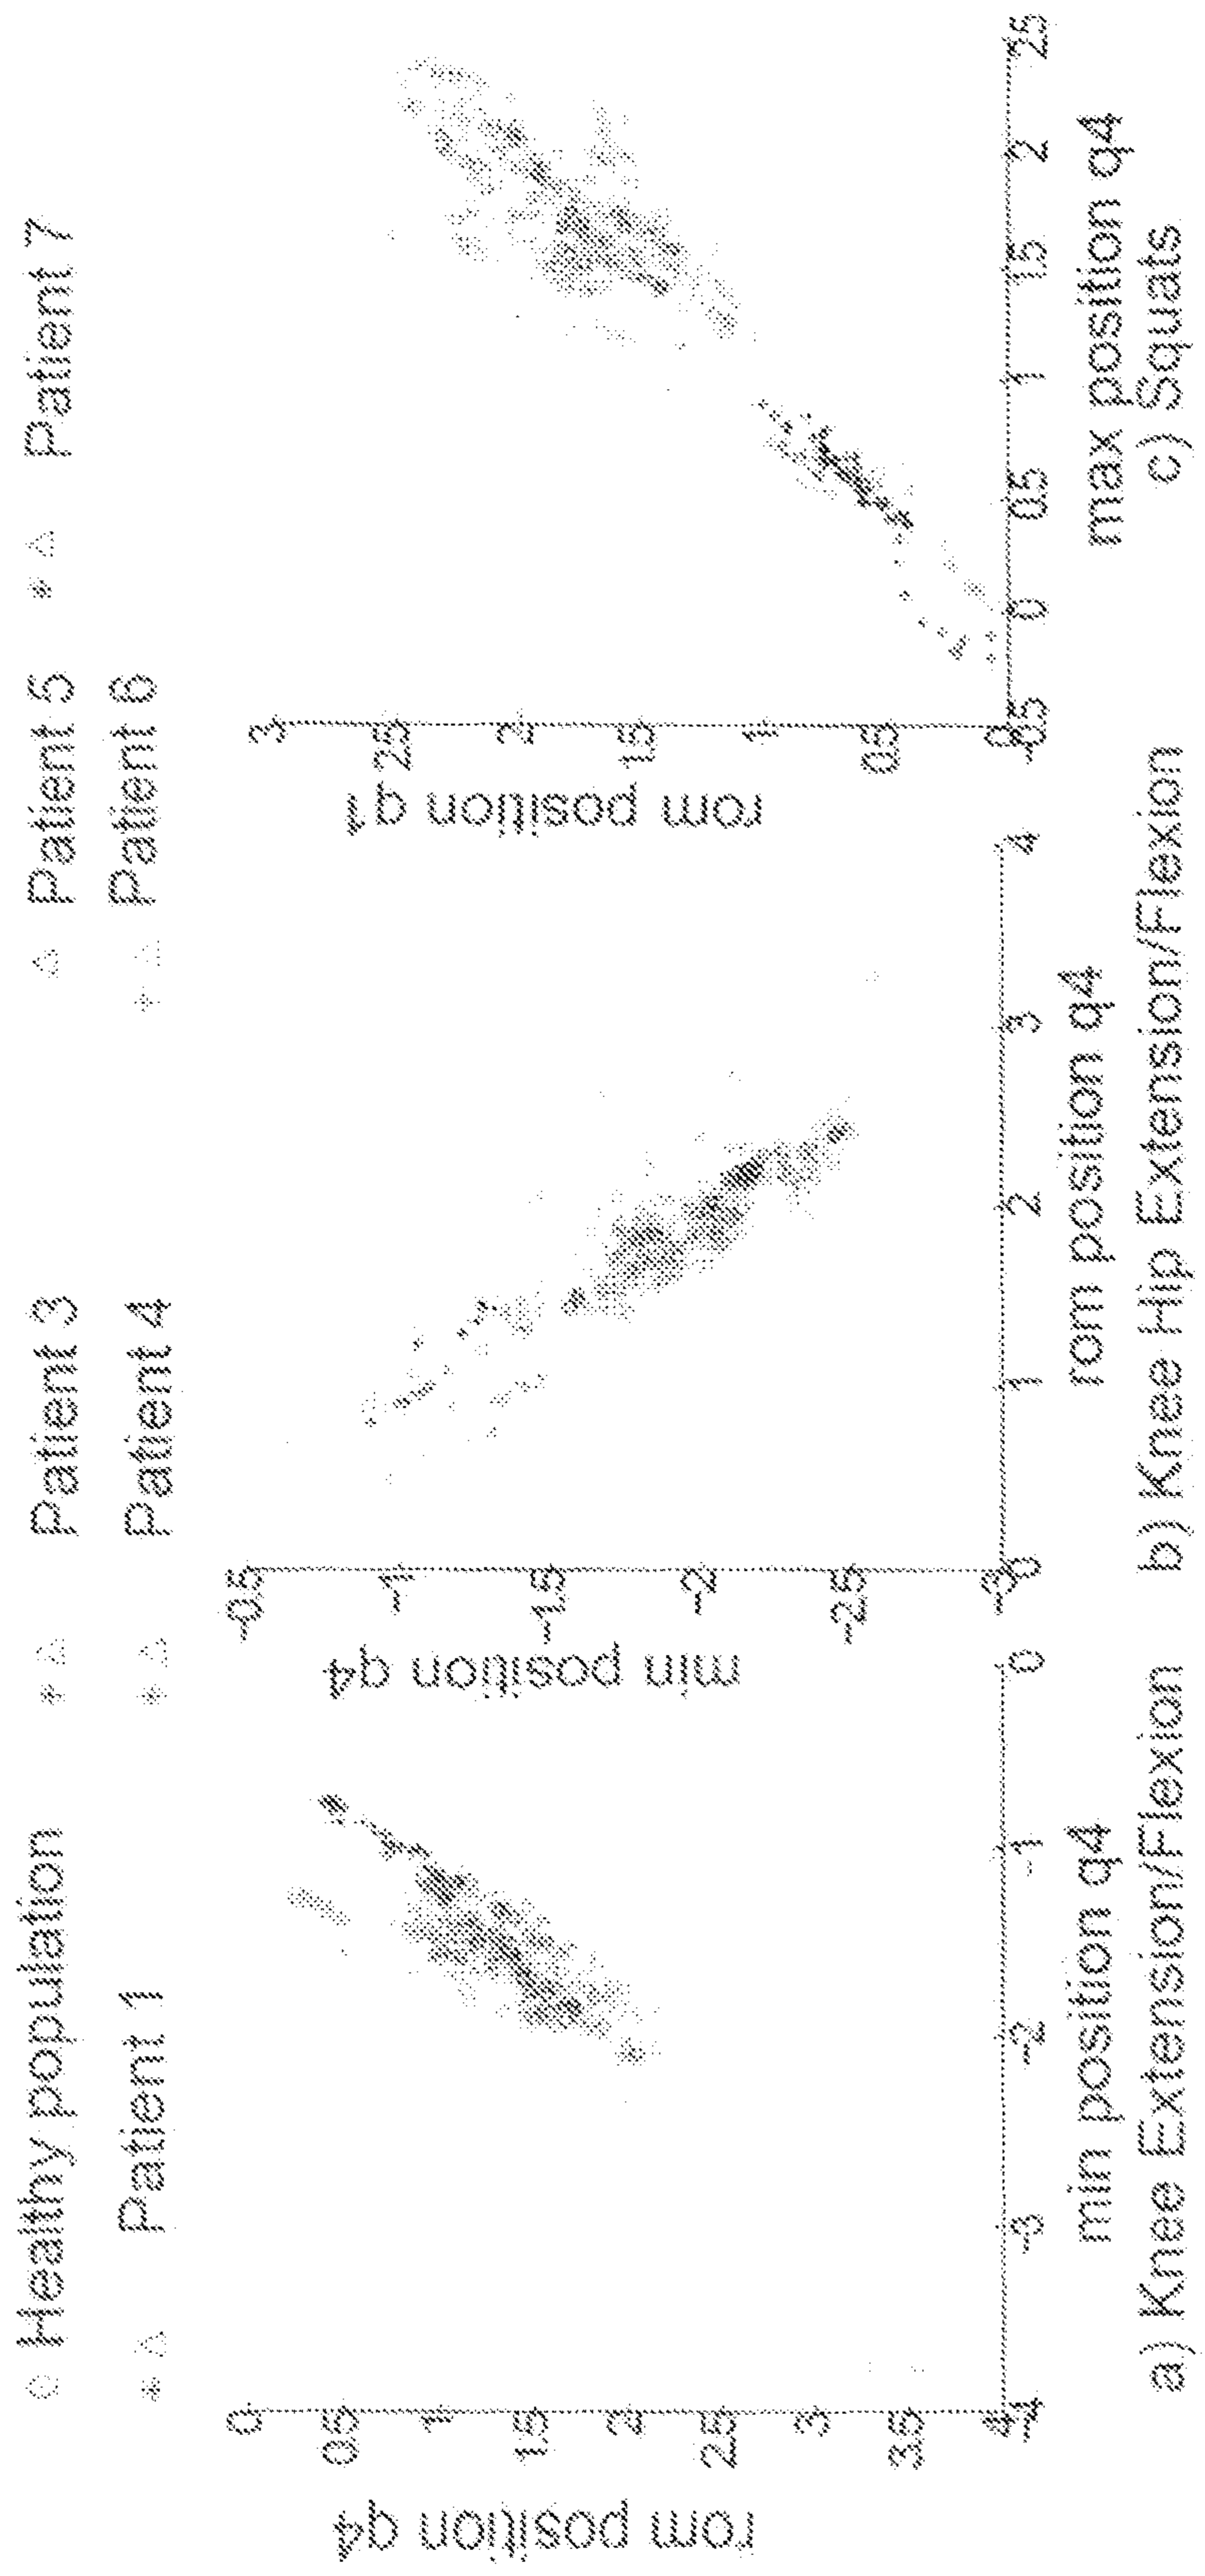 Healthy population
Patient 1
Patient 3
Patient 4
Patient 5
Patient 6
Patient 7
rom position q4
0
0.5
1
1.5
2
2.5
3
3.5
4
-4
-3
-2
-1
0
min position q4
a) Knee Extension/Flexion
min position q4
-0.5
-1
-1.5
-2
-2.5
-3
0
1
2
3
4
rom position q4
b) Knee Hip Extension/Flexion
rom position q1
3
2.5
2
1.5
1
0.5
0
-0.5
0
0.5
1
1.5
2
2.5
max position q4
c) Squats